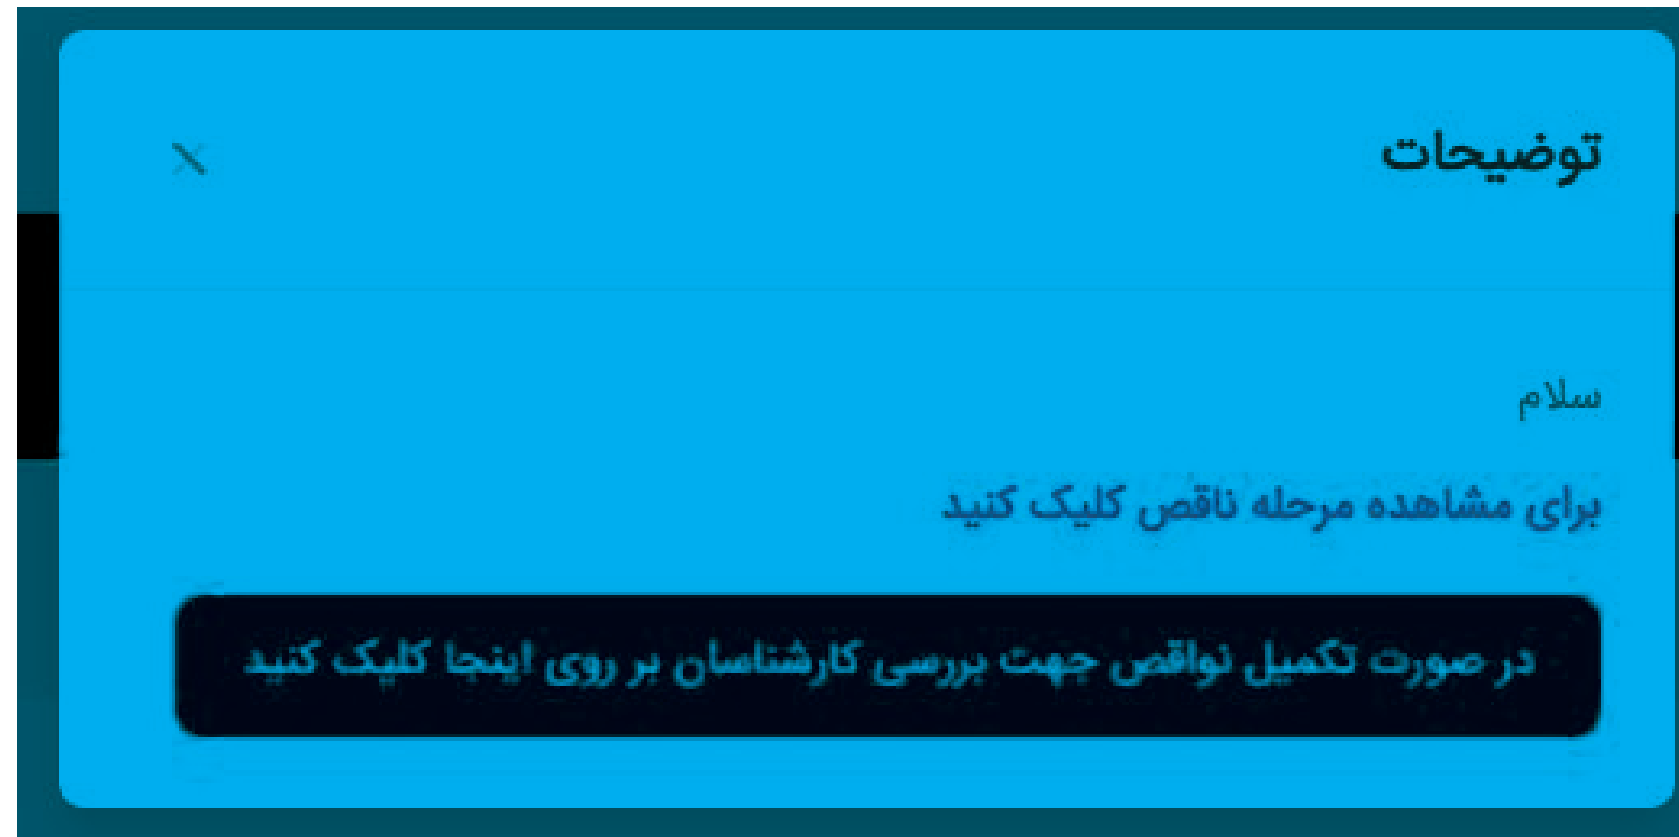 توضیحات
سلام
برای مشاهده مرحله ناقص کلیک کنید
در صورت تکمیل نواقص جهت بررسی کارشناسان بر روی اینجا کلیک کنید